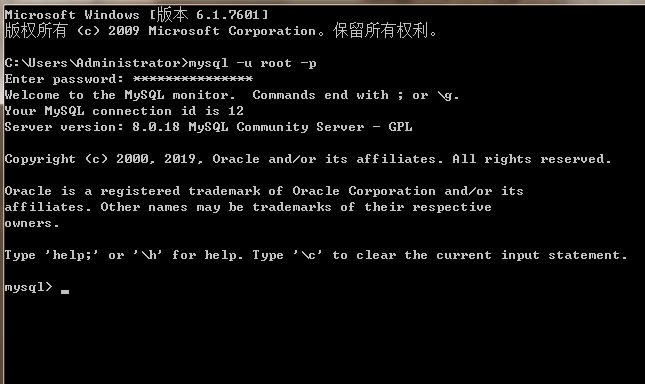 Microsoft Windows [版本 6.1.7601]
版权所有 (c) 2009 Microsoft Corporation。保留所有权利。
C:\Users\Administrator>mysql -u root -p
Enter password: ***************
Welcome to the MySQL monitor.  Commands end with ; or \g.
Your MySQL connection id is 12
Server version: 8.0.18 MySQL Community Server - GPL
Copyright (c) 2000, 2019, Oracle and/or its affiliates. All rights reserved.
Oracle is a registered trademark of Oracle Corporation and/or its
affiliates. Other names may be trademarks of their respective
owners.
Type 'help;' or '\h' for help. Type '\c' to clear the current input statement.
mysql> _